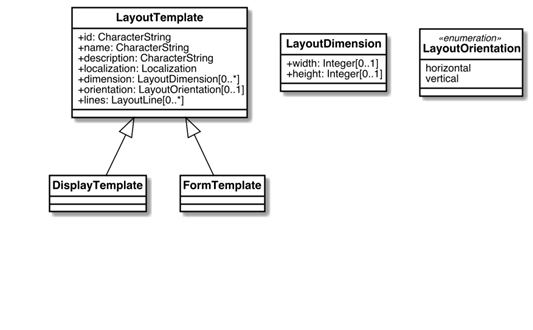 LayoutTemplate
+id: CharacterString
+name: CharacterString
+description: CharacterString
+localization: Localization
+dimension: LayoutDimension[0..*]
+orientation: LayoutOrientation[0..1]
+lines: LayoutLine[0..*]
LayoutDimension
+width: Integer[0..1]
+height: Integer[0..1]
«enumeration»
LayoutOrientation
horizontal
vertical
DisplayTemplate
FormTemplate